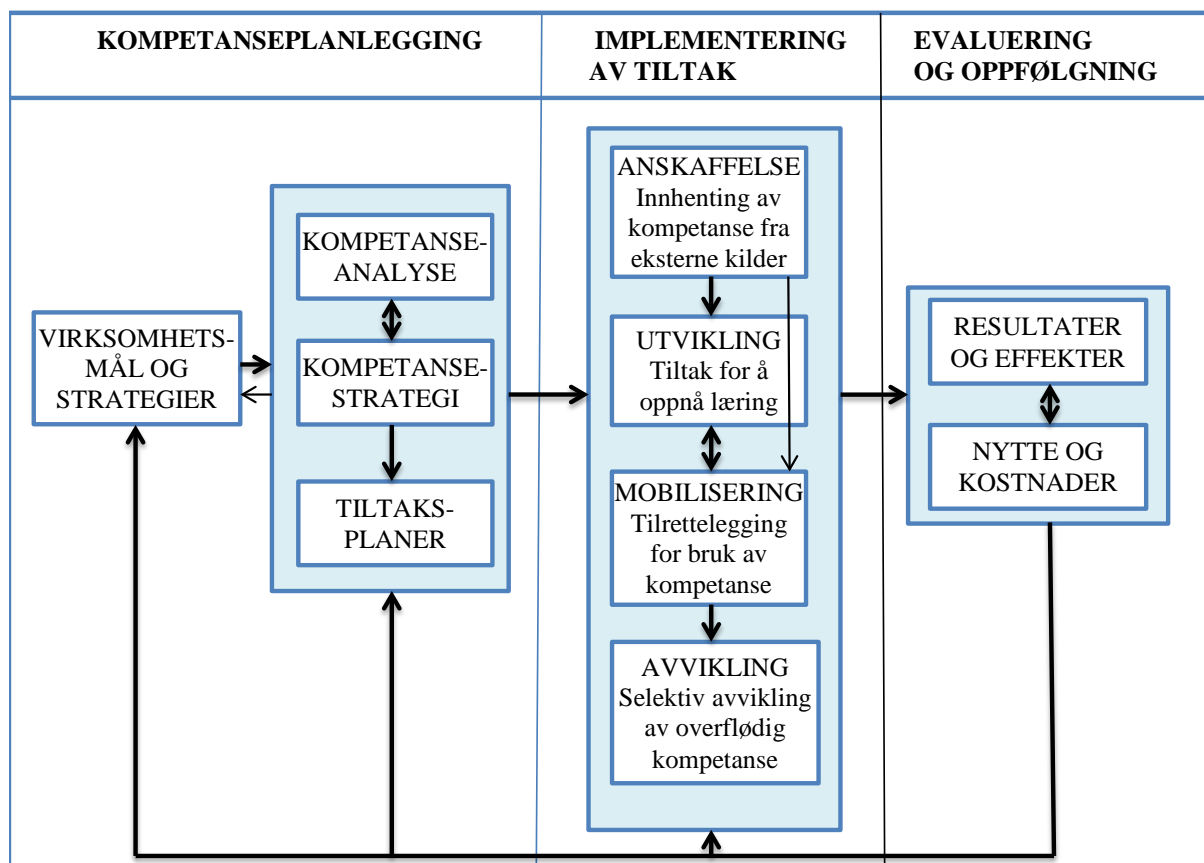 KOMPETANSEPLANLEGGING
IMPLEMENTERING
AV TILTAK
EVALUERING
OG OPPFØLGNING
VIRKSOMHETS-
MÅL OG
STRATEGIER
KOMPETANSE-
ANALYSE
KOMPETANSE-
STRATEGI
TILTAKS-
PLANER
ANSKAFFELSE
Innhenting av
kompetanse fra
eksterne kilder
UTVIKLING
Tiltak for å
oppnå læring
MOBILISERING
Tilrettelegging
for bruk av
kompetanse
AVVIKLING
Selektiv avvikling
av overflødig
kompetanse
RESULTATER
OG EFFEKTER
NYTTE OG
KOSTNADER